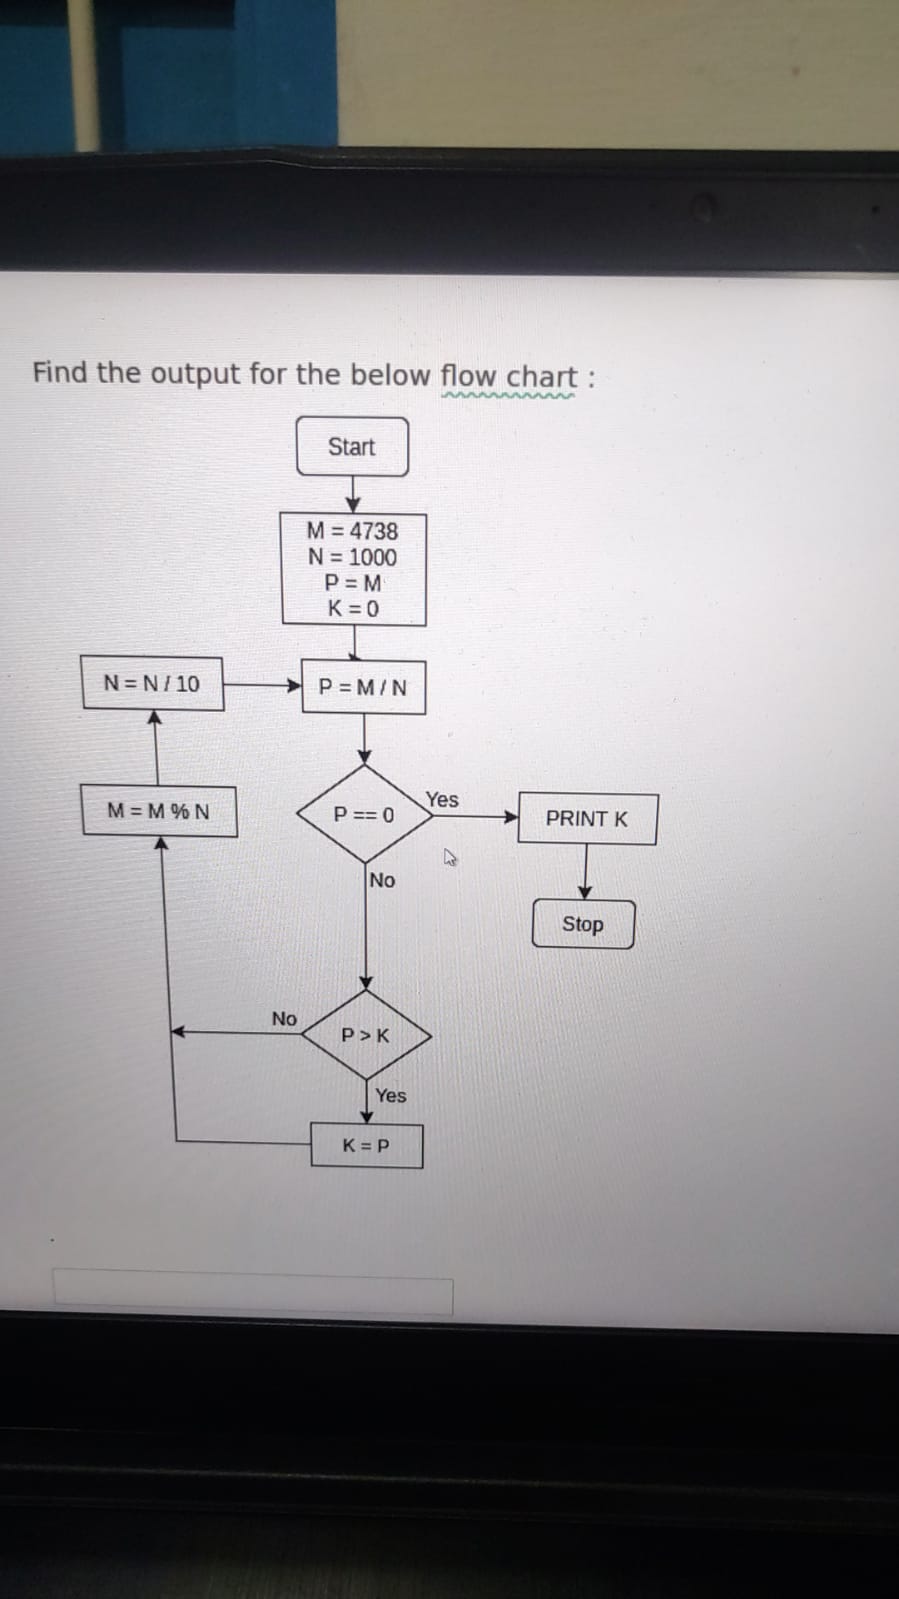 Find the output for the below flow chart :
Start
M = 4738
N = 1000
P = M
K = 0
N = N / 10
P = M / N
M = M % N
P == 0
Yes
PRINT K
No
Stop
No
P > K
Yes
K = P